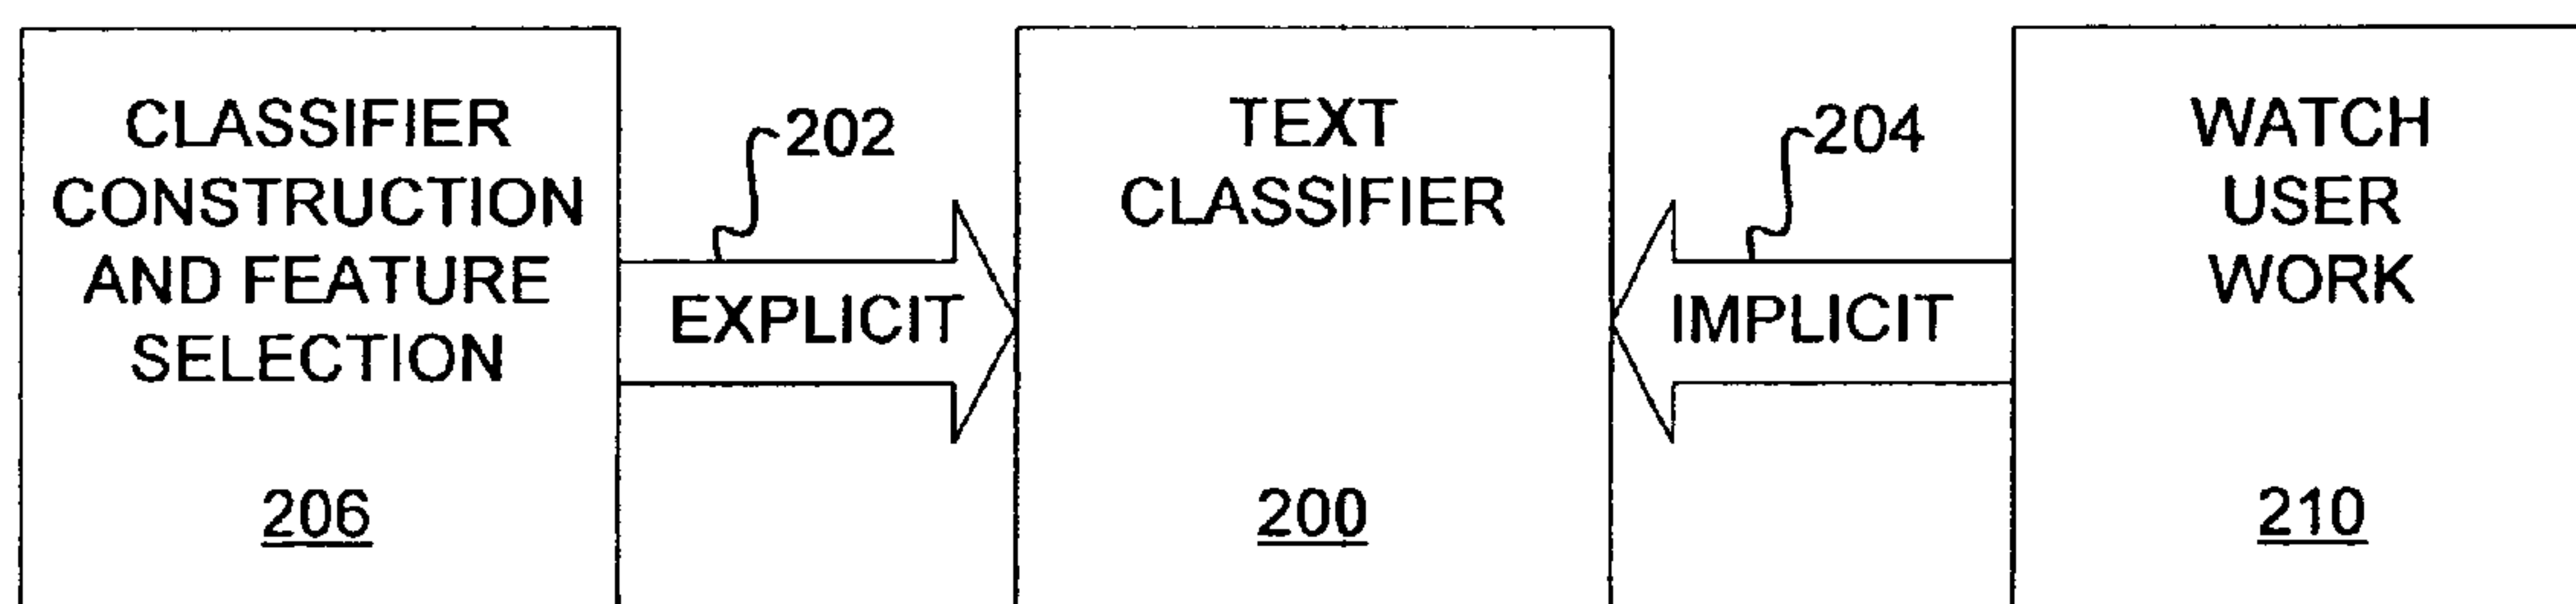 CLASSIFIER
CONSTRUCTION
AND FEATURE
SELECTION
206
202
EXPLICIT
TEXT
CLASSIFIER
200
204
IMPLICIT
WATCH
USER
WORK
210